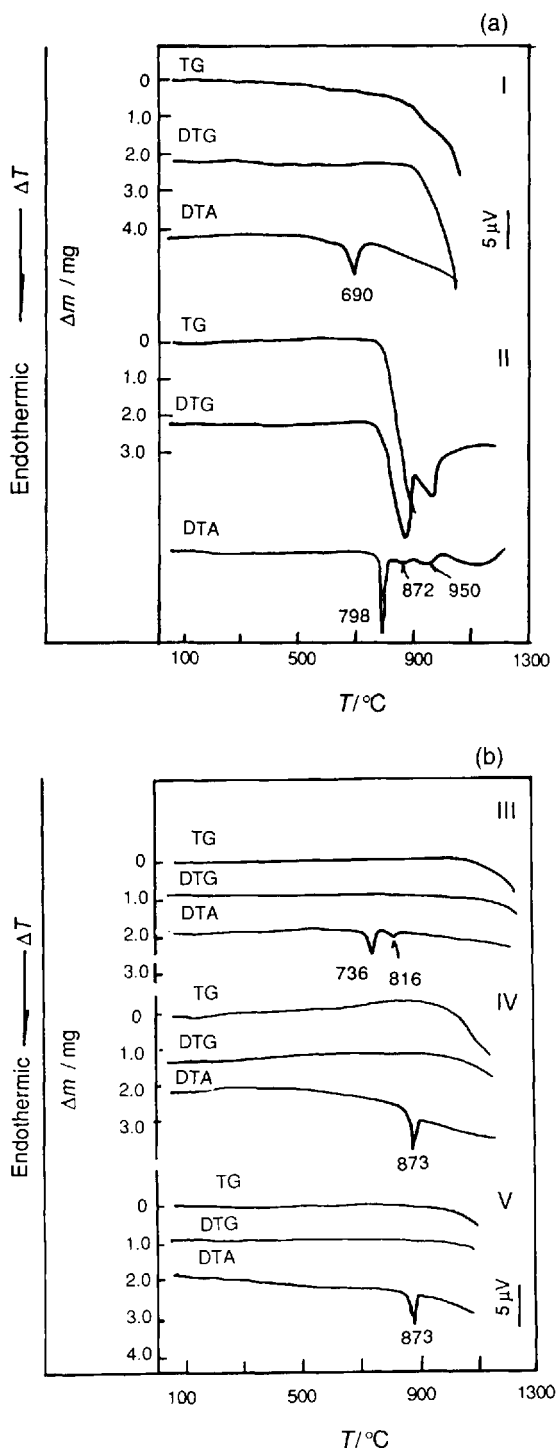 (a)
TG
I
0
1.0
DTG
2.0
3.0
DTA
4.0
5 μV
690
TG
II
0
1.0
DTG
2.0
3.0
DTA
872
950
798
Endothermic
ΔT
Δm / mg
100
500
900
1300
T/°C
(b)
III
TG
0
DTG
1.0
DTA
2.0
736
816
3.0
TG
IV
0
DTG
1.0
DTA
2.0
3.0
873
TG
V
0
DTG
1.0
DTA
2.0
5 μV
3.0
873
4.0
Endothermic
ΔT
Δm / mg
100
500
900
1300
T/°C